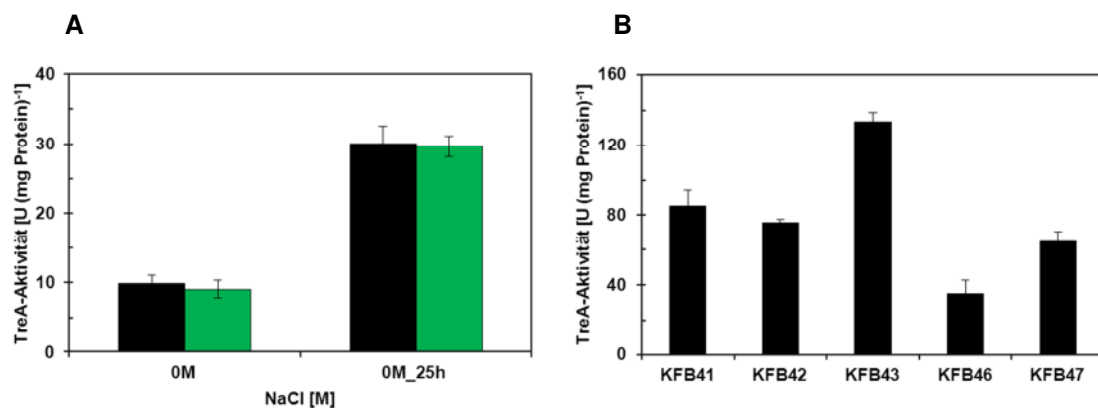 A
TreA-Aktivität [U (mg Protein)⁻¹]
40
30
20
10
0
0M
0M_25h
NaCl [M]
B
TreA-Aktivität [U (mg Protein)⁻¹]
160
120
80
40
0
KFB41
KFB42
KFB43
KFB46
KFB47